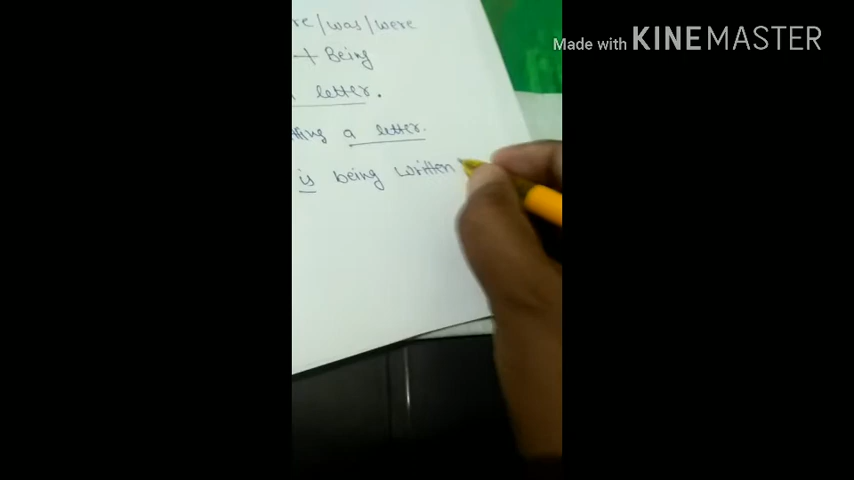 re/was/were
Made with KINEMASTER
+ Being
letter.
a letter.
is being written